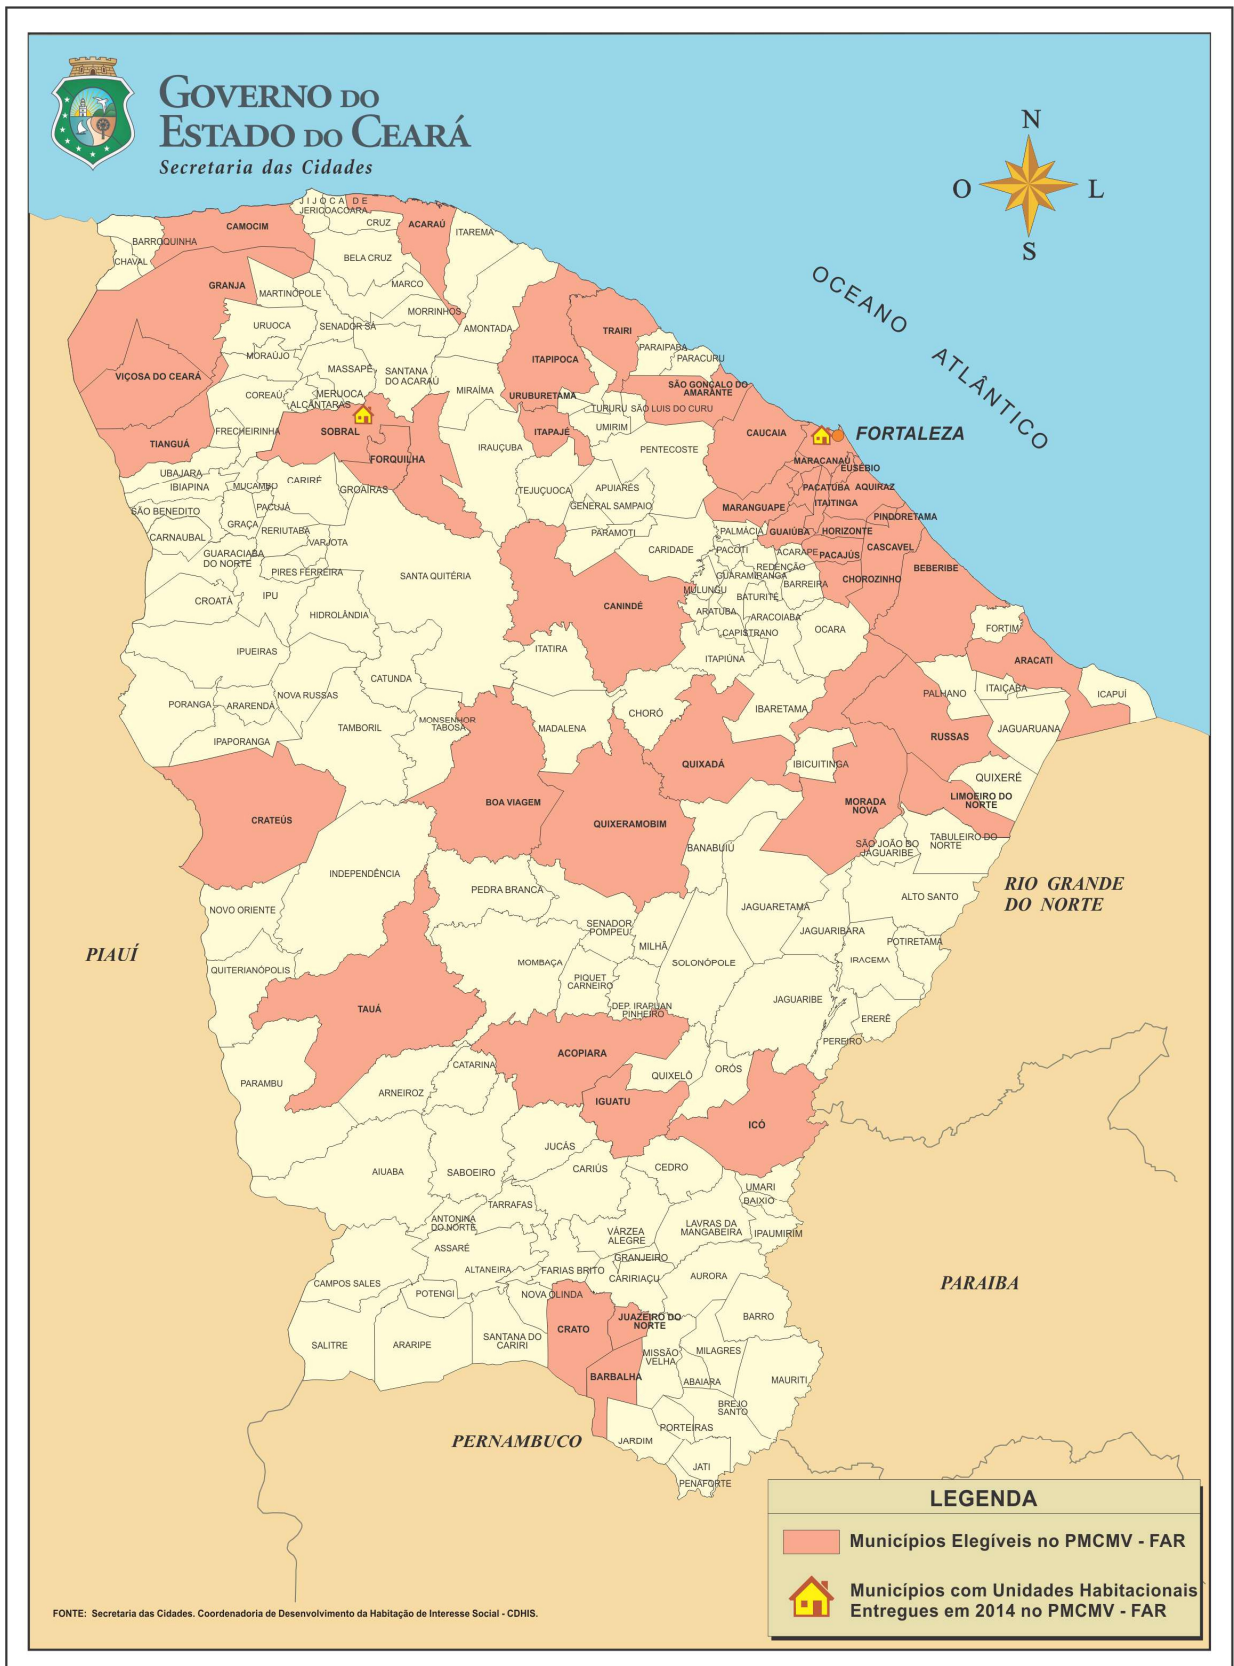 GOVERNO DO
ESTADO DO CEARÁ
Secretaria das Cidades
N
O
L
S
OCEANO ATLÂNTICO
JIJOCA DE
JERICOACOARA
CRUZ
ACARAÚ
ITAREMA
CAMOCIM
BARROQUINHA
CHAVAL
BELA CRUZ
GRANJA
MARTINÓPOLE
MARCO
MORRINHOS
URUOCA
SENADOR SÁ
AMONTADA
TRAIRI
MORAÚJO
ITAPIPOCA
PARAIPABA
PARACURU
VIÇOSA DO CEARÁ
MASSAPÊ
SANTANA
DO ACARAÚ
MIRAÍMA
SÃO GONÇALO DO
AMARANTE
COREAÚ
MERUOCA
ALCÂNTARAS
URUBURETAMA
TURURU
SÃO LUIS DO CURU
FRECHEIRINHA
SOBRAL
ITAPAJÉ
UMIRIM
CAUCAIA
FORTALEZA
TIANGUÁ
IRAUÇUBA
PENTECOSTE
FORQUILHA
MARACANAÚ
EUSÉBIO
UBAJARA
IBIAPINA
MUCAMBO
CARIRÉ
GROAÍRAS
TEJUÇUOCA
APUIARÉS
PACATUBA
AQUIRAZ
ITAITINGA
SÃO BENEDITO
PACUJÁ
GENERAL SAMPAIO
MARANGUAPE
PINDORETAMA
CARNAUBAL
GRAÇA
RERIUTABA
VARJOTA
PARAMOTI
PALMÁCIA
GUAIÚBA
HORIZONTE
GUARACIABA
DO NORTE
CARIDADE
PACOTI
ACARAPE
PACAJÚS
CASCAVEL
PIRES FERREIRA
SANTA QUITÉRIA
REDENÇÃO
GUARAMIRANGA
CHOROZINHO
BEBERIBE
CROATÁ
IPU
CANINDÉ
MULUNGU
BATURITÉ
BARREIRA
HIDROLÂNDIA
ARATUBA
ARACOIABA
OCARA
CAPISTRANO
FORTIM
IPUEIRAS
ITATIRA
ITAPIÚNA
ARACATI
CATUNDA
NOVA RUSSAS
PALHANO
ITAIÇABA
ICAPUÍ
PORANGA
ARARENDÁ
CHORÓ
IBARETAMA
TAMBORIL
MONSENHOR
TABOSA
MADALENA
JAGUARUANA
IPAPORANGA
RUSSAS
QUIXADÁ
IBICUITINGA
QUIXERÉ
CRATEÚS
BOA VIAGEM
QUIXERAMOBIM
MORADA
NOVA
LIMOEIRO DO
NORTE
BANABUIÚ
SÃO JOÃO DO
JAGUARIBE
TABULEIRO DO
NORTE
INDEPENDÊNCIA
PEDRA BRANCA
ALTO SANTO
RIO GRANDE
DO NORTE
NOVO ORIENTE
JAGUARETAMA
SENADOR
POMPEU
JAGUARIBARA
POTIRETAMA
PIAUÍ
MILHÃ
QUITERIANÓPOLIS
MOMBAÇA
SOLONÓPOLE
IRACEMA
PIQUET
CARNEIRO
TAUÁ
DEP. IRAPUAN
PINHEIRO
JAGUARIBE
ERERÊ
PEREIRO
ACOPIARA
CATARINA
QUIXELÔ
ORÓS
PARAMBU
ARNEIROZ
IGUATU
ICÓ
JUCÁS
AIUABA
SABOEIRO
CARIÚS
CEDRO
UMARI
BAIXIO
TARRAFAS
ANTONINA
DO NORTE
VÁRZEA
ALEGRE
LAVRAS DA
MANGABEIRA
IPAUMIRIM
ASSARÉ
GRANJEIRO
ALTANEIRA
FARIAS BRITO
CARIRIAÇU
AURORA
PARAIBA
CAMPOS SALES
POTENGI
NOVA OLINDA
CRATO
JUAZEIRO DO
NORTE
BARRO
SALITRE
ARARIPE
SANTANA DO
CARIRI
MISSÃO
VELHA
MILAGRES
BARBALHA
ABAIARA
MAURITI
BREJO
SANTO
PORTEIRAS
PERNAMBUCO
JARDIM
JATI
PENAFORTE
LEGENDA
Municípios Elegíveis no PMCMV - FAR
Municípios com Unidades Habitacionais
Entregues em 2014 no PMCMV - FAR
FONTE: Secretaria das Cidades. Coordenadoria de Desenvolvimento da Habitação de Interesse Social - CDHIS.